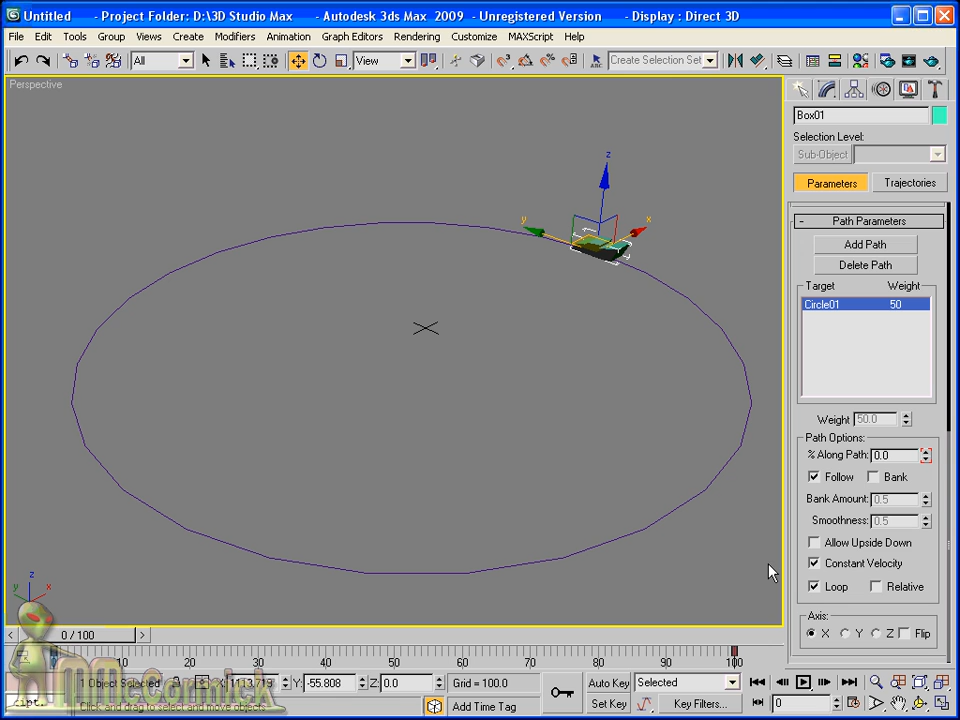 Untitled - Project Folder: D:\3D Studio Max - Autodesk 3ds Max 2009 - Unregistered Version - Display : Direct 3D
File Edit Tools Group Views Create Modifiers Animation Graph Editors Rendering Customize MAXScript Help
All View Create Selection Set
Perspective
Box01
Selection Level:
Sub-Object
Parameters Trajectories
- Path Parameters
Add Path
Delete Path
Target Weight
Circle01 50
Weight 50.0
Path Options:
% Along Path: 0.0
Follow Bank
Bank Amount: 0.5
Smoothness: 0.5
Allow Upside Down
Constant Velocity
Loop Relative
Axis:
X Y Z Flip
z
y x
z
y x
< 0 / 100 >
10 20 30 40 50 60 70 80 90 100
1 Object Selected Y: -55.808 Z: 0.0 Grid = 100.0 Auto Key Selected
Click and drag to select and move objects Add Time Tag Set Key Key Filters... 0
McCormick